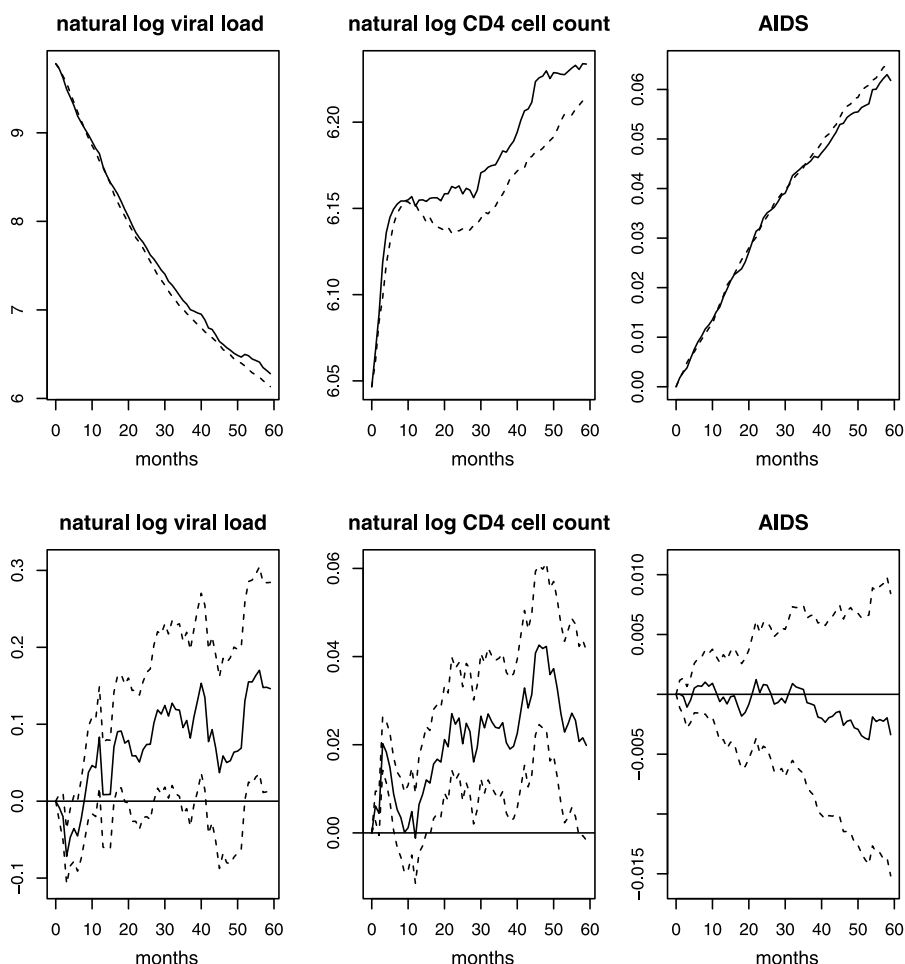 natural log viral load
natural log CD4 cell count
AIDS
9
8
7
6
6.20
6.15
6.10
6.05
0.06
0.05
0.04
0.03
0.02
0.01
0.00
0 10 20 30 40 50 60
0 10 20 30 40 50 60
0 10 20 30 40 50 60
months
months
months
natural log viral load
natural log CD4 cell count
AIDS
0.3
0.2
0.1
0.0
−0.1
0.06
0.04
0.02
0.00
0.010
0.005
−0.005
−0.015
0 10 20 30 40 50 60
0 10 20 30 40 50 60
0 10 20 30 40 50 60
months
months
months